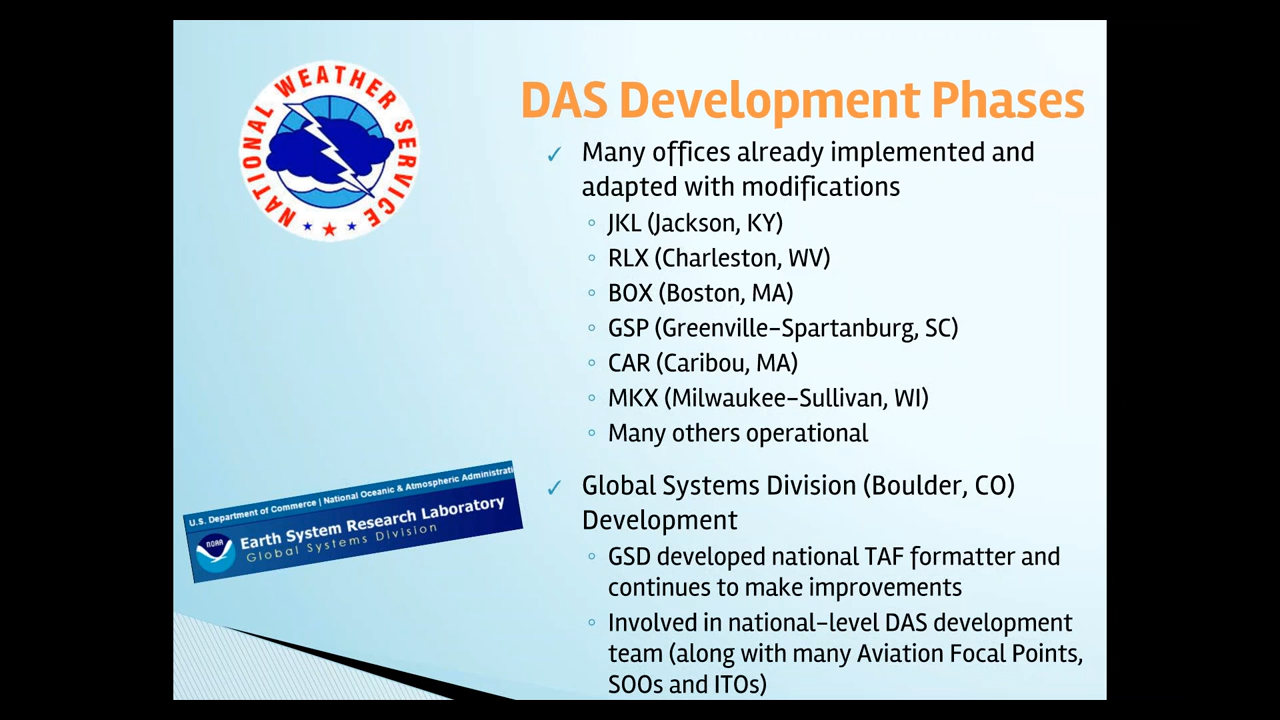 NATIONAL WEATHER SERVICE
DAS Development Phases
✓ Many offices already implemented and
adapted with modifications
◦ JKL (Jackson, KY)
◦ RLX (Charleston, WV)
◦ BOX (Boston, MA)
◦ GSP (Greenville-Spartanburg, SC)
◦ CAR (Caribou, MA)
◦ MKX (Milwaukee-Sullivan, WI)
◦ Many others operational
✓ Global Systems Division (Boulder, CO)
Development
◦ GSD developed national TAF formatter and
continues to make improvements
◦ Involved in national-level DAS development
team (along with many Aviation Focal Points,
SOOs and ITOs)
U.S. Department of Commerce | National Oceanic & Atmospheric Administrati
NOAA
Earth System Research Laboratory
Global Systems Division